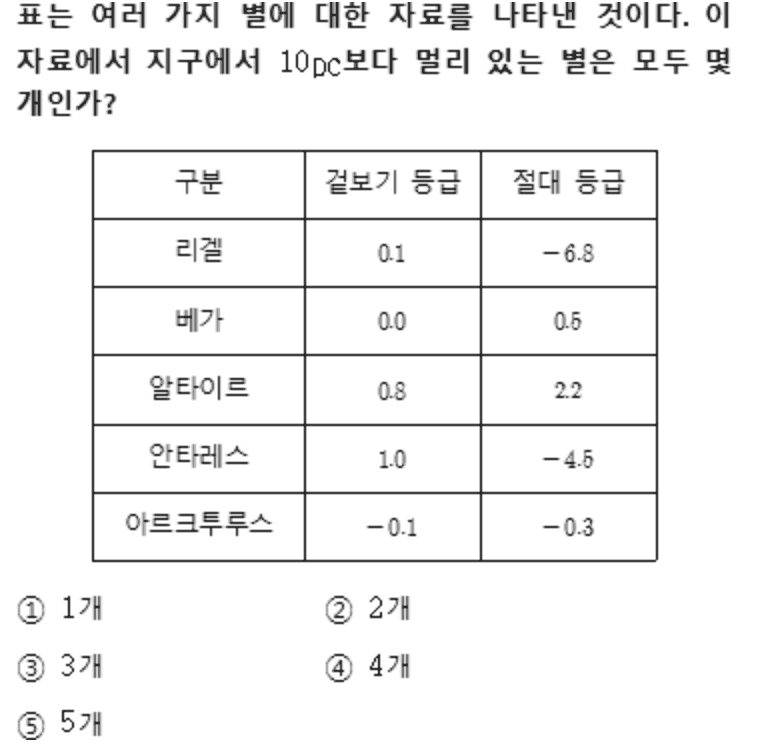 표는 여러 가지 별에 대한 자료를 나타낸 것이다. 이
자료에서 지구에서 10pc보다 멀리 있는 별은 모두 몇
개인가?
구분 겉보기 등급 절대 등급
리겔 0.1 -6.8
베가 0.0 0.5
알타이르 0.8 2.2
안타레스 1.0 -4.5
아르크투루스 -0.1 -0.3
① 1개 ② 2개
③ 3개 ④ 4개
⑤ 5개